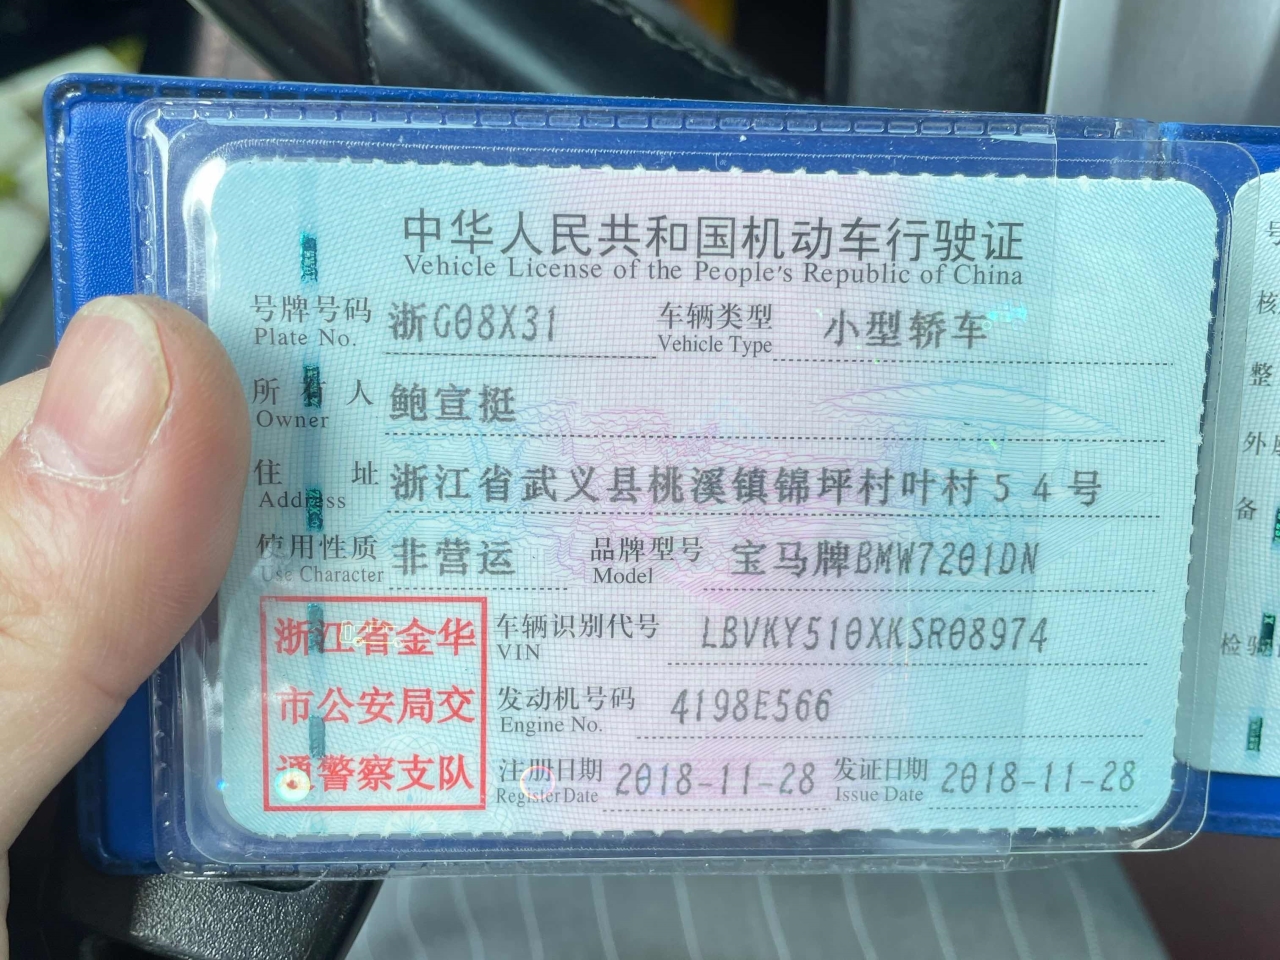 中华人民共和国机动车行驶证
Vehicle License of the People's Republic of China
号牌号码 浙G08X31 车辆类型 小型轿车
Plate No. Vehicle Type
所有人 鲍宣挺
Owner
住址 浙江省武义县桃溪镇锦坪村叶村54号
Address
使用性质 非营运 品牌型号 宝马牌BMW7201DN
Use Character Model
浙江省金华
市公安局交
通警察支队
车辆识别代号 LBVKY510XKSR08974
VIN
发动机号码 4198E566
Engine No.
注册日期 2018-11-28 发证日期 2018-11-28
Register Date Issue Date
号
核
整
外
备
检验